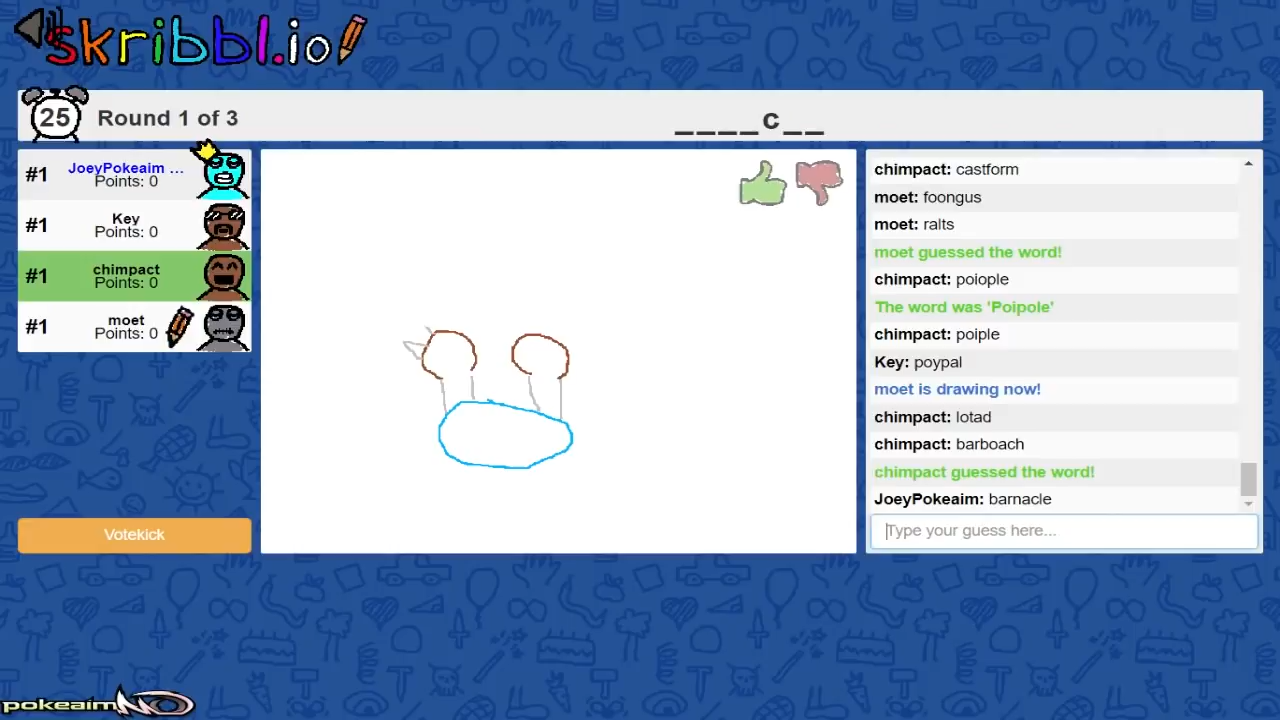 skribbl.io
25
Round 1 of 3
____c__
#1
JoeyPokeaim ...
Points: 0
#1
Key
Points: 0
#1
chimpact
Points: 0
#1
moet
Points: 0
Votekick
chimpact: castform
moet: foongus
moet: ralts
moet guessed the word!
chimpact: poiople
The word was 'Poipole'
chimpact: poiple
Key: poypal
moet is drawing now!
chimpact: lotad
chimpact: barboach
chimpact guessed the word!
JoeyPokeaim: barnacle
Type your guess here...
pokeaim